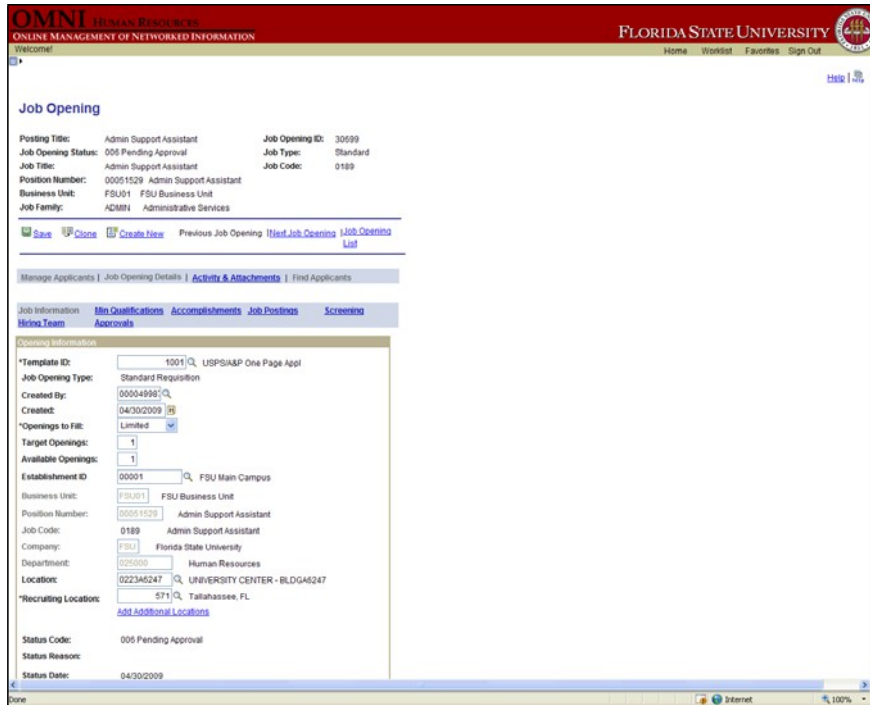 OMNI HUMAN RESOURCES
ONLINE MANAGEMENT OF NETWORKED INFORMATION
FLORIDA STATE UNIVERSITY
Welcome!
Home Worklist Favorites Sign Out
Help |
Job Opening
Posting Title: Admin Support Assistant Job Opening ID: 30699
Job Opening Status: 006 Pending Approval Job Type: Standard
Job Title: Admin Support Assistant Job Code: 0189
Position Number: 00051529 Admin Support Assistant
Business Unit: FSU01 FSU Business Unit
Job Family: ADMIN Administrative Services
Save Clone Create New Previous Job Opening |Next Job Opening |Job Opening
List
Manage Applicants | Job Opening Details | Activity & Attachments | Find Applicants
Job Information Min Qualifications Accomplishments Job Postings Screening
Hiring Team Approvals
Opening Information
*Template ID: 1001 USPS/A&P One Page Appl
Job Opening Type: Standard Requisition
Created By: 00004998
Created: 04/30/2009
*Openings to Fill: Limited
Target Openings: 1
Available Openings: 1
Establishment ID 00001 FSU Main Campus
Business Unit: FSU01 FSU Business Unit
Position Number: 00051529 Admin Support Assistant
Job Code: 0189 Admin Support Assistant
Company: FSU Florida State University
Department: 025000 Human Resources
Location: 0223A6247 UNIVERSITY CENTER - BLDGA6247
*Recruiting Location: 571 Tallahassee, FL
Add Additional Locations
Status Code: 006 Pending Approval
Status Reason:
Status Date: 04/30/2009
Done Internet 100%